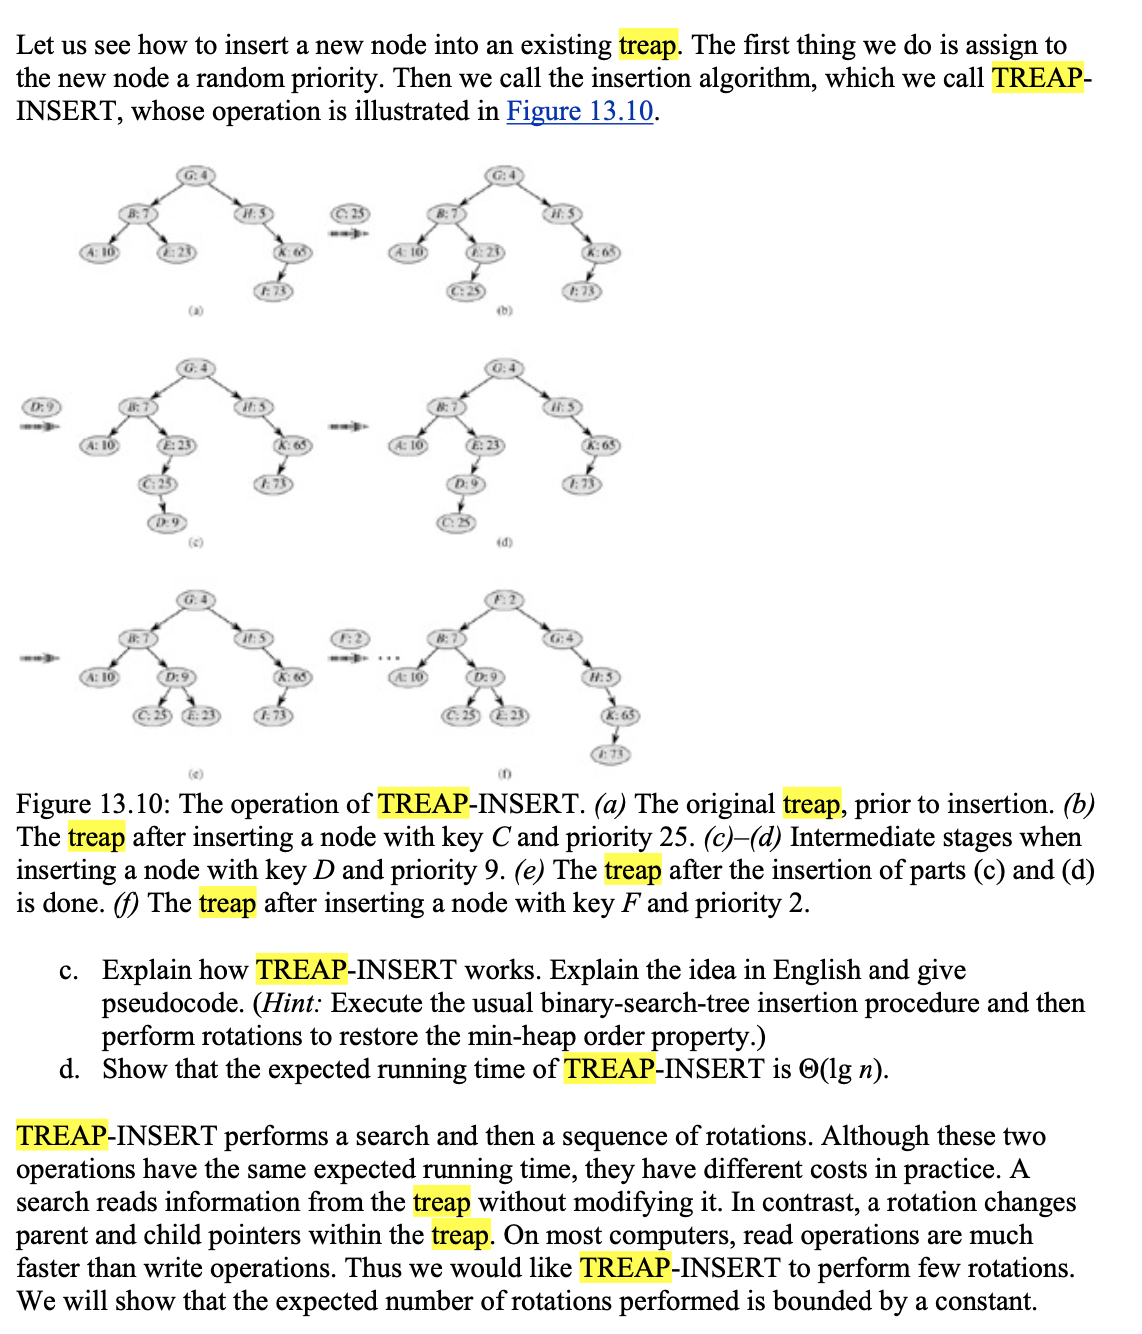 Let us see how to insert a new node into an existing treap. The first thing we do is assign to
the new node a random priority. Then we call the insertion algorithm, which we call TREAP-
INSERT, whose operation is illustrated in Figure 13.10.
G: 4
G: 4
B: 7
H: 5
C: 25
B: 7
H: 5
A: 10
E: 23
K: 65
A: 10
E: 23
K: 65
I: 73
C: 25
I: 73
(a)
(b)
G: 4
G: 4
D: 9
B: 7
H: 5
B: 7
H: 5
A: 10
E: 23
K: 65
A: 10
E: 23
K: 65
C: 25
I: 73
D: 9
I: 73
D: 9
C: 25
(c)
(d)
G: 4
F: 2
B: 7
H: 5
F: 2
B: 7
G: 4
...
A: 10
D: 9
K: 65
A: 10
D: 9
H: 5
C: 25
E: 23
I: 73
C: 25
E: 23
K: 65
I: 73
(e)
(f)
Figure 13.10: The operation of TREAP-INSERT. (a) The original treap, prior to insertion. (b)
The treap after inserting a node with key C and priority 25. (c)–(d) Intermediate stages when
inserting a node with key D and priority 9. (e) The treap after the insertion of parts (c) and (d)
is done. (f) The treap after inserting a node with key F and priority 2.
c. Explain how TREAP-INSERT works. Explain the idea in English and give
pseudocode. (Hint: Execute the usual binary-search-tree insertion procedure and then
perform rotations to restore the min-heap order property.)
d. Show that the expected running time of TREAP-INSERT is Θ(lg n).
TREAP-INSERT performs a search and then a sequence of rotations. Although these two
operations have the same expected running time, they have different costs in practice. A
search reads information from the treap without modifying it. In contrast, a rotation changes
parent and child pointers within the treap. On most computers, read operations are much
faster than write operations. Thus we would like TREAP-INSERT to perform few rotations.
We will show that the expected number of rotations performed is bounded by a constant.